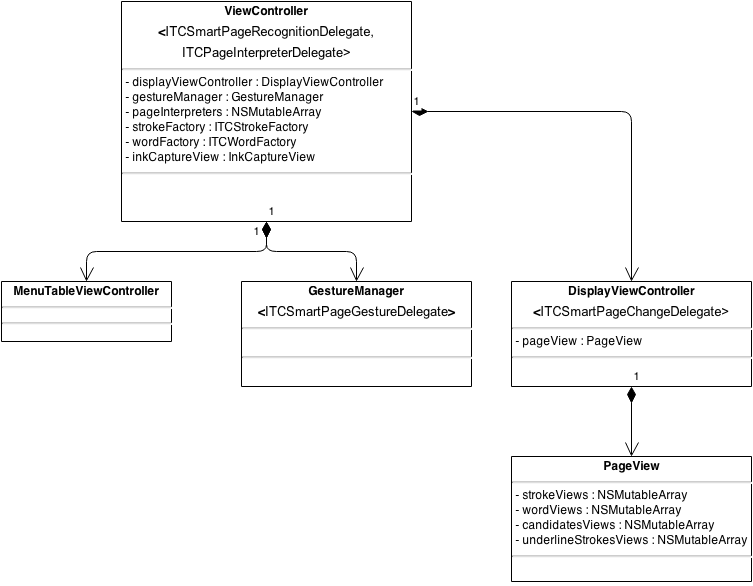 ViewController
<ITCSmartPageRecognitionDelegate,
ITCPageInterpreterDelegate>
- displayViewController : DisplayViewController
- gestureManager : GestureManager
- pageInterpreters : NSMutableArray
- strokeFactory : ITCStrokeFactory
- wordFactory : ITCWordFactory
- inkCaptureView : InkCaptureView
1
1
1
MenuTableViewController
GestureManager
<ITCSmartPageGestureDelegate>
DisplayViewController
<ITCSmartPageChangeDelegate>
- pageView : PageView
1
PageView
- strokeViews : NSMutableArray
- wordViews : NSMutableArray
- candidatesViews : NSMutableArray
- underlineStrokesViews : NSMutableArray